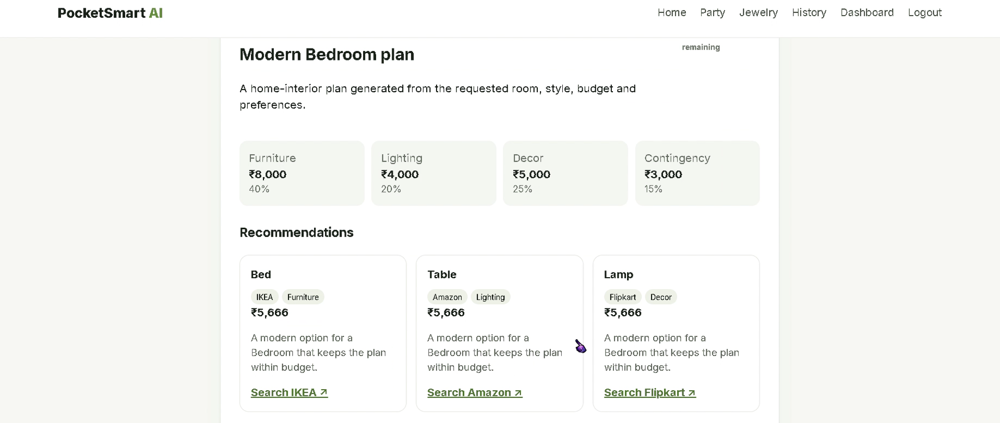 PocketSmart AI
Home Party Jewelry History Dashboard Logout
remaining
Modern Bedroom plan
A home-interior plan generated from the requested room, style, budget and
preferences.
Furniture
₹8,000
40%
Lighting
₹4,000
20%
Decor
₹5,000
25%
Contingency
₹3,000
15%
Recommendations
Bed
IKEA Furniture
₹5,666
A modern option for a
Bedroom that keeps the plan
within budget.
Search IKEA ↗
Table
Amazon Lighting
₹5,666
A modern option for a
Bedroom that keeps the plan
within budget.
Search Amazon ↗
Lamp
Flipkart Decor
₹5,666
A modern option for a
Bedroom that keeps the plan
within budget.
Search Flipkart ↗